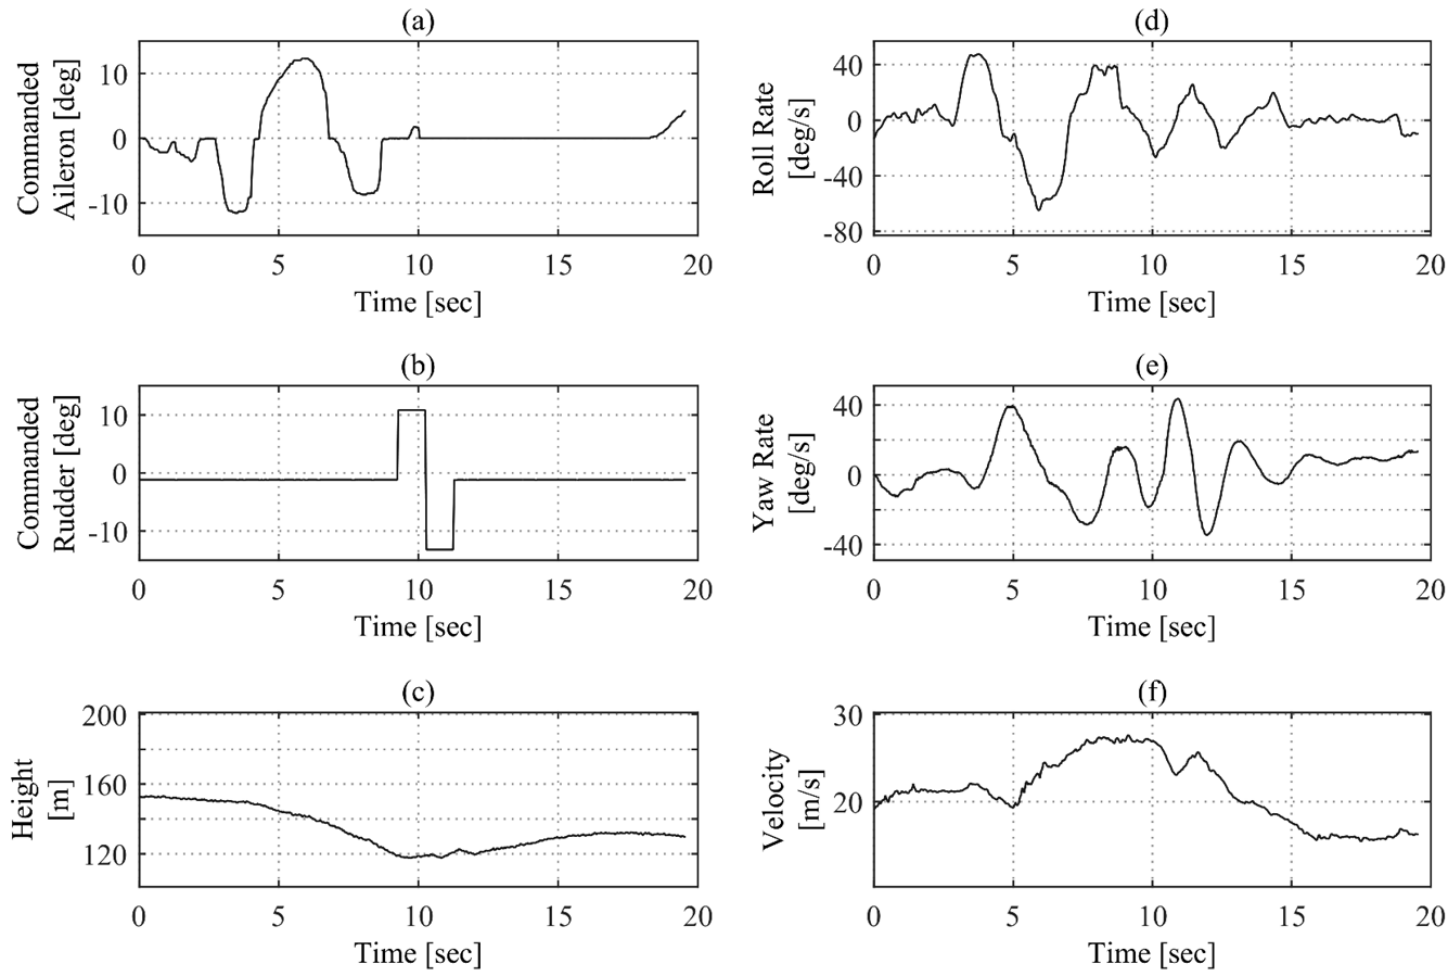 (a)
Commanded
Aileron [deg]
10
0
-10
0 5 10 15 20
Time [sec]
(d)
Roll Rate
[deg/s]
40
0
-40
-80
0 5 10 15 20
Time [sec]
(b)
Commanded
Rudder [deg]
10
0
-10
0 5 10 15 20
Time [sec]
(e)
Yaw Rate
[deg/s]
40
0
-40
0 5 10 15 20
Time [sec]
(c)
Height
[m]
200
160
120
0 5 10 15 20
Time [sec]
(f)
Velocity
[m/s]
30
20
0 5 10 15 20
Time [sec]